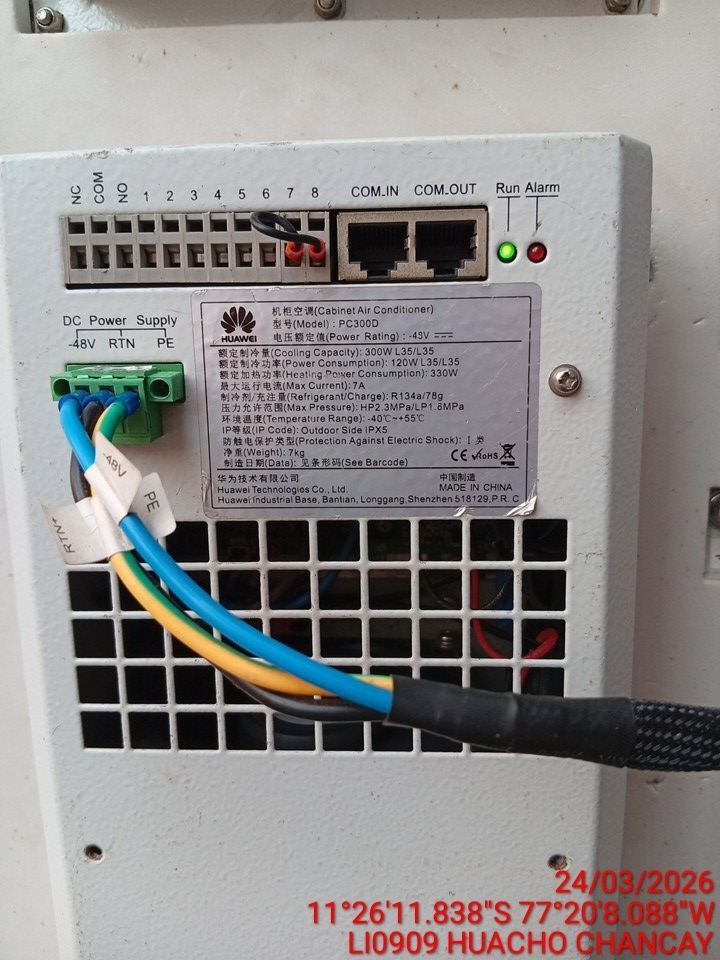 NC COM NO 1 2 3 4 5 6 7 8 COM_IN COM_OUT Run Alarm
DC Power Supply
-48V RTN PE
HUAWEI
机柜空调(Cabinet Air Conditioner)
型号(Model) : PC300D
电压额定值(Power Rating) : -48V
额定制冷量(Cooling Capacity): 300W L35/L35
额定制冷功率(Power Consumption): 120W L35/L35
额定加热功率(Heating Power Consumption) : 330W
最大运行电流(Max Current): 7A
制冷剂/充注量(Refrigerant/Charge) : R134a/78g
压力允许范围(Max Pressure) : HP2.3MPa/LP1.6MPa
环境温度(Temperature Range) : -40℃~+55℃
IP等级(IP Code) : Outdoor Side IPX5
防触电保护类型(Protection Against Electric Shock) : I 类
净重(Weight) : 7kg
制造日期(Data) : 见条形码(See Barcode)
CE RoHS
华为技术有限公司 中国制造
Huawei Technologies Co., Ltd. MADE IN CHINA
Huawei Industrial Base, Bantian, Longgang, Shenzhen 518129, P.R. C
-48V
PE
RTN+
24/03/2026
11°26'11.838"S 77°20'8.088"W
LI0909 HUACHO CHANCAY